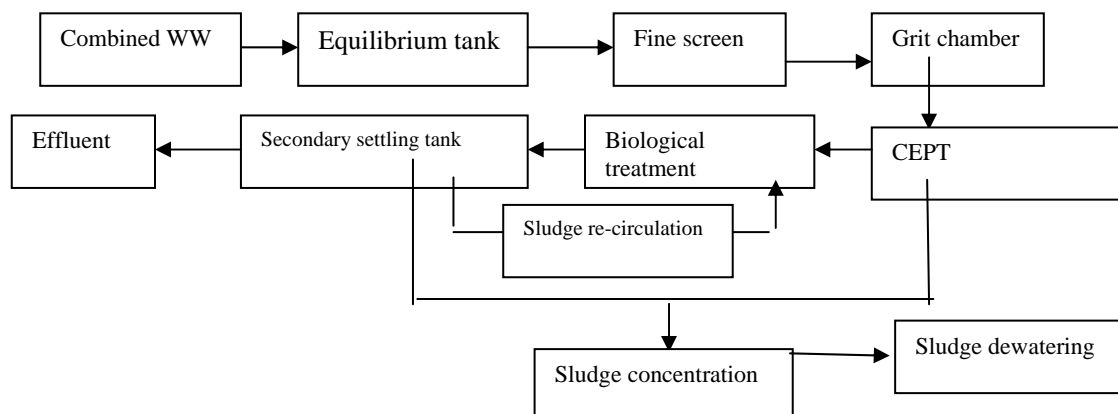 Combined WW
Equilibrium tank
Fine screen
Grit chamber
Effluent
Secondary settling tank
Biological
treatment
CEPT
Sludge re-circulation
Sludge dewatering
Sludge concentration